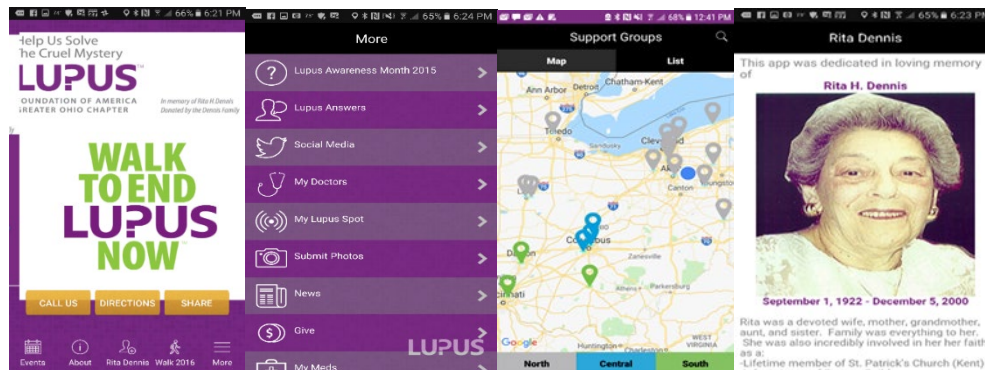 66% 6:21 PM
Help Us Solve
The Cruel Mystery
LUPUS™
FOUNDATION OF AMERICA
GREATER OHIO CHAPTER
In memory of Rita H. Dennis
Donated by the Dennis Family
WALK
TO END
LUPUS
NOW™
CALL US
DIRECTIONS
SHARE
Events
About
Rita Dennis
Walk 2016
More
65% 6:24 PM
More
Lupus Awareness Month 2015
Lupus Answers
Social Media
My Doctors
My Lupus Spot
Submit Photos
News
Give
LUPUS
My Meds
68% 12:41 PM
Support Groups
Map
List
Ann Arbor
Detroit
Chatham-Kent
Toledo
Sandusky
Canton
Youngsto
Zanesville
Athens
Parkersburg
Huntington
Charleston
WEST
VIRGINIA
Google
North
Central
South
65% 6:23 PM
Rita Dennis
This app was dedicated in loving memory
of
Rita H. Dennis
September 1, 1922 - December 5, 2000
Rita was a devoted wife, mother, grandmother,
aunt, and sister. Family was everything to her.
She was also incredibly involved in her her faith
as a:
-Lifetime member of St. Patrick's Church (Kent)